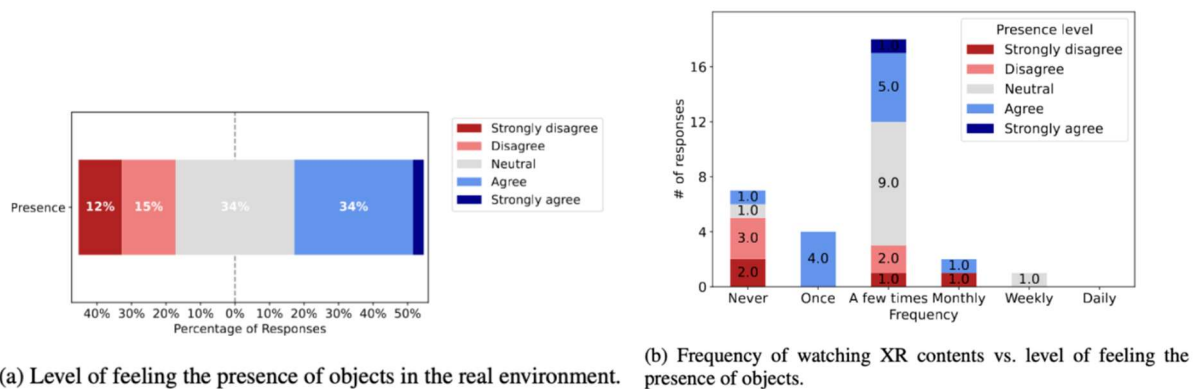 Presence
12%
15%
34%
34%
40% 30% 20% 10% 0% 10% 20% 30% 40% 50%
Percentage of Responses
Strongly disagree
Disagree
Neutral
Agree
Strongly agree
(a) Level of feeling the presence of objects in the real environment.
# of responses
16
12
8
4
0
Presence level
Strongly disagree
Disagree
Neutral
Agree
Strongly agree
1.0
1.0
3.0
2.0
4.0
1.0
5.0
9.0
2.0
1.0
1.0
1.0
1.0
Never Once A few times Monthly Weekly Daily
Frequency
(b) Frequency of watching XR contents vs. level of feeling the
presence of objects.